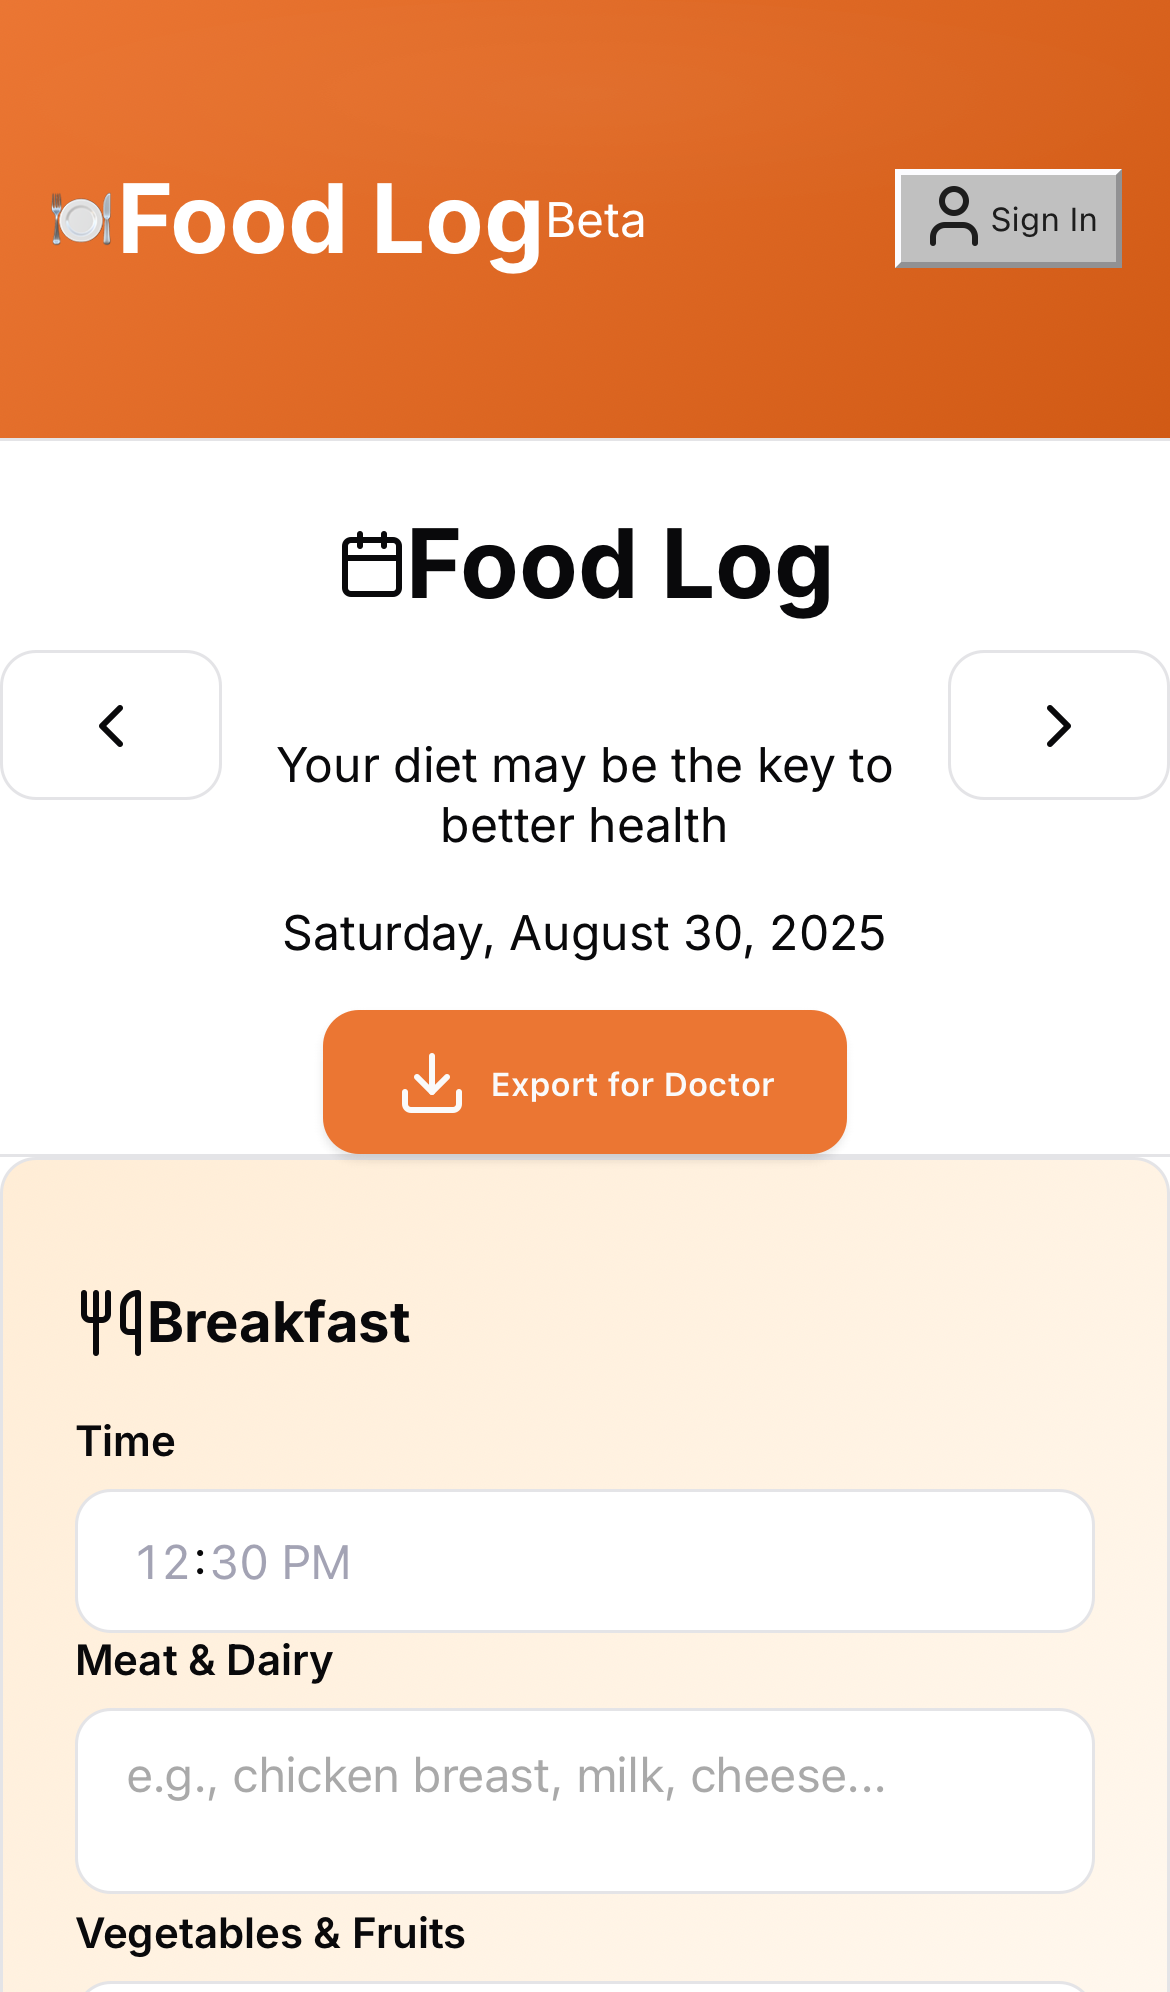 Food Log Beta
Sign In
Food Log
Your diet may be the key to
better health
Saturday, August 30, 2025
Export for Doctor
Breakfast
Time
12:30 PM
Meat & Dairy
e.g., chicken breast, milk, cheese...
Vegetables & Fruits